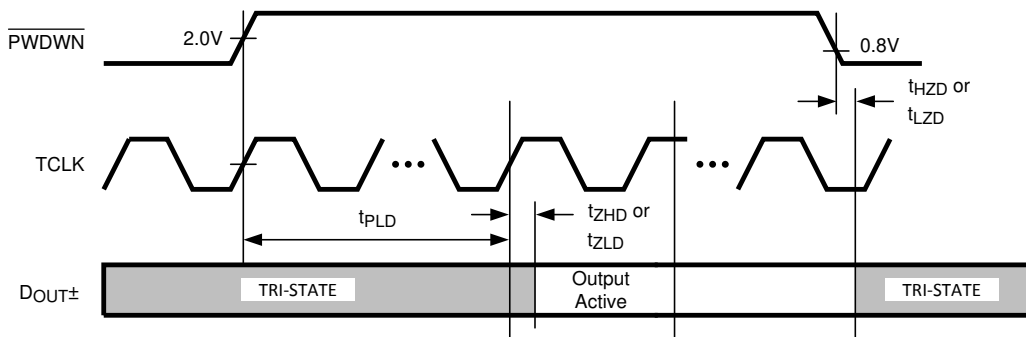 PWDWN
2.0V
0.8V
tHZD or
tLZD
TCLK
tPLD
tZHD or
tZLD
DOUT±
TRI-STATE
Output
Active
TRI-STATE